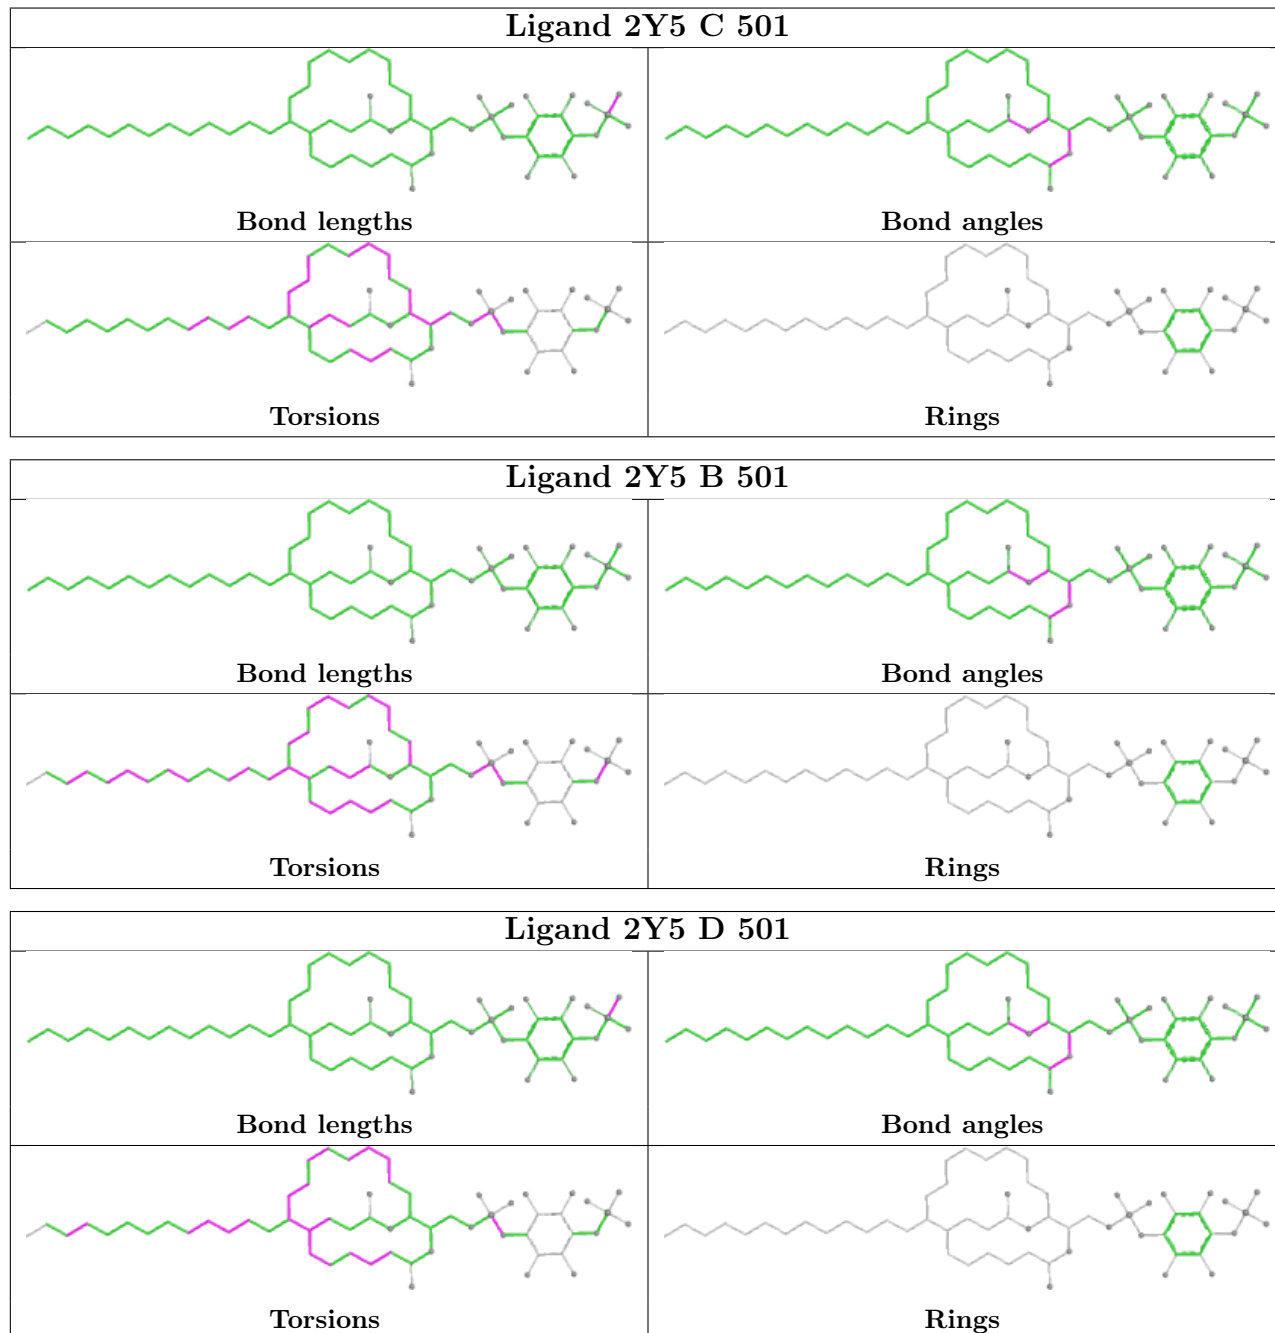 Ligand 2Y5 C 501
Bond lengths
Bond angles
Torsions
Rings
Ligand 2Y5 B 501
Bond lengths
Bond angles
Torsions
Rings
Ligand 2Y5 D 501
Bond lengths
Bond angles
Torsions
Rings